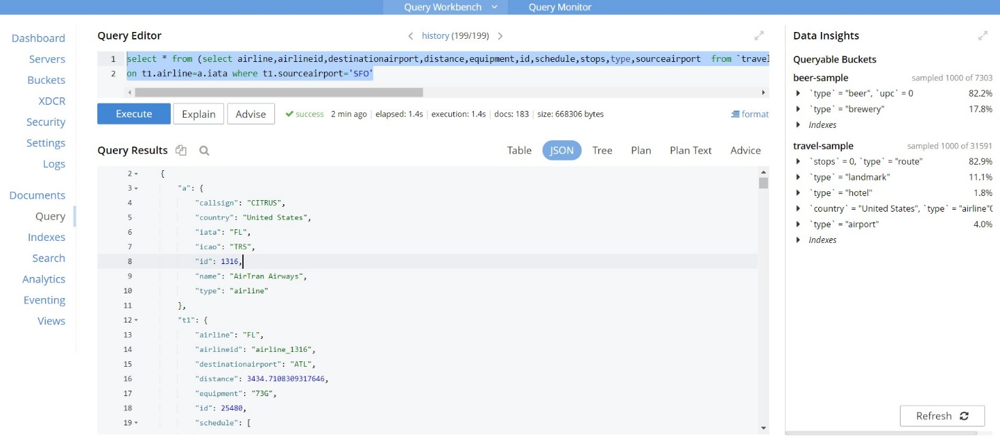 Query Workbench Query Monitor
Dashboard
Servers
Buckets
XDCR
Security
Settings
Logs
Documents
Query
Indexes
Search
Analytics
Eventing
Views
Query Editor
history (199/199)
1 select * from (select airline,airlineid,destinationairport,distance,equipment,id,schedule,stops,type,sourceairport from `travel
2 on t1.airline=a.iata where t1.sourceairport='SFO'
Execute Explain Advise success 2 min ago | elapsed: 1.4s | execution: 1.4s | docs: 183 | size: 668306 bytes format
Query Results Table JSON Tree Plan Plan Text Advice
2 {
3 "a": {
4 "callsign": "CITRUS",
5 "country": "United States",
6 "iata": "FL",
7 "icao": "TRS",
8 "id": 1316,
9 "name": "AirTran Airways",
10 "type": "airline"
11 },
12 "t1": {
13 "airline": "FL",
14 "airlineid": "airline_1316",
15 "destinationairport": "ATL",
16 "distance": 3434.7108309317646,
17 "equipment": "73G",
18 "id": 25480,
19 "schedule": [
Data Insights
Queryable Buckets
beer-sample sampled 1000 of 7303
`type` = "beer", `upc` = 0 82.2%
`type` = "brewery" 17.8%
Indexes
travel-sample sampled 1000 of 31591
`stops` = 0, `type` = "route" 82.9%
`type` = "landmark" 11.1%
`type` = "hotel" 1.8%
`country` = "United States", `type` = "airline"
`type` = "airport" 4.0%
Indexes
Refresh